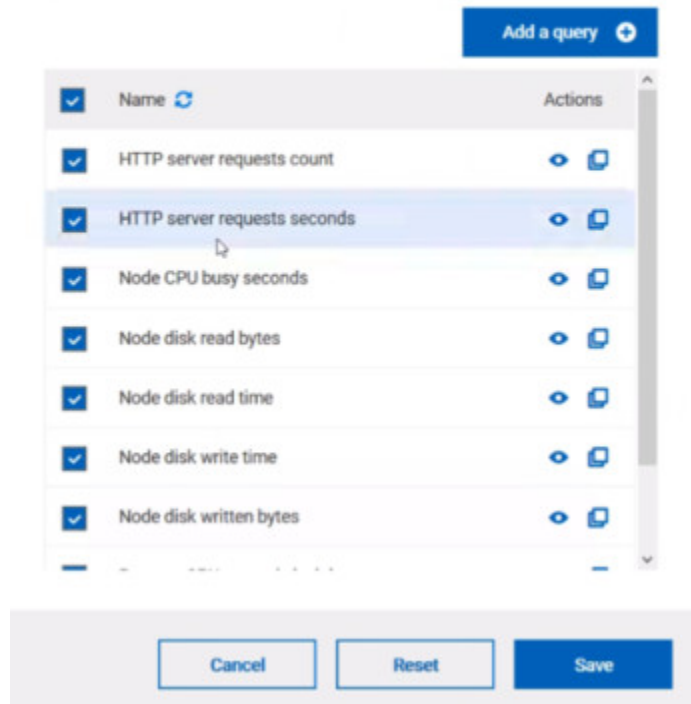 Add a query
Name Actions
HTTP server requests count
HTTP server requests seconds
Node CPU busy seconds
Node disk read bytes
Node disk read time
Node disk write time
Node disk written bytes
Cancel Reset Save